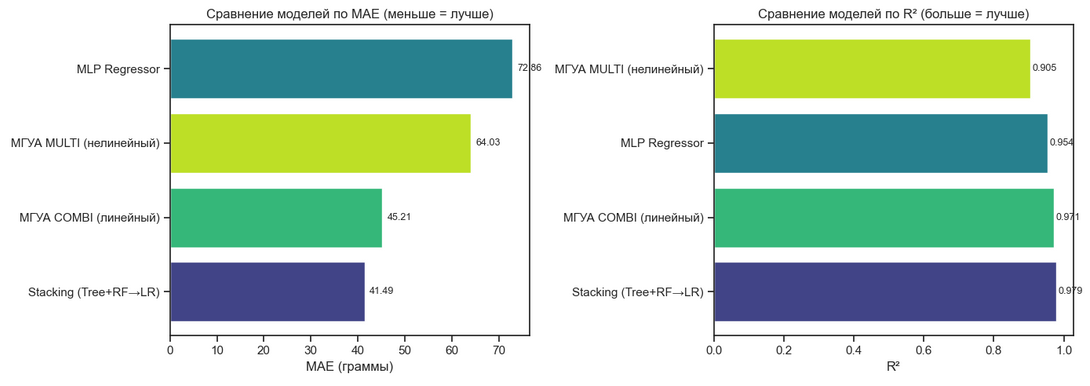 Сравнение моделей по MAE (меньше = лучше)
MLP Regressor
72.86
МГУА MULTI (нелинейный)
64.03
МГУА COMBI (линейный)
45.21
Stacking (Tree+RF→LR)
41.49
0 10 20 30 40 50 60 70
MAE (граммы)
Сравнение моделей по R² (больше = лучше)
МГУА MULTI (нелинейный)
0.905
MLP Regressor
0.954
МГУА COMBI (линейный)
0.971
Stacking (Tree+RF→LR)
0.979
0.0 0.2 0.4 0.6 0.8 1.0
R²